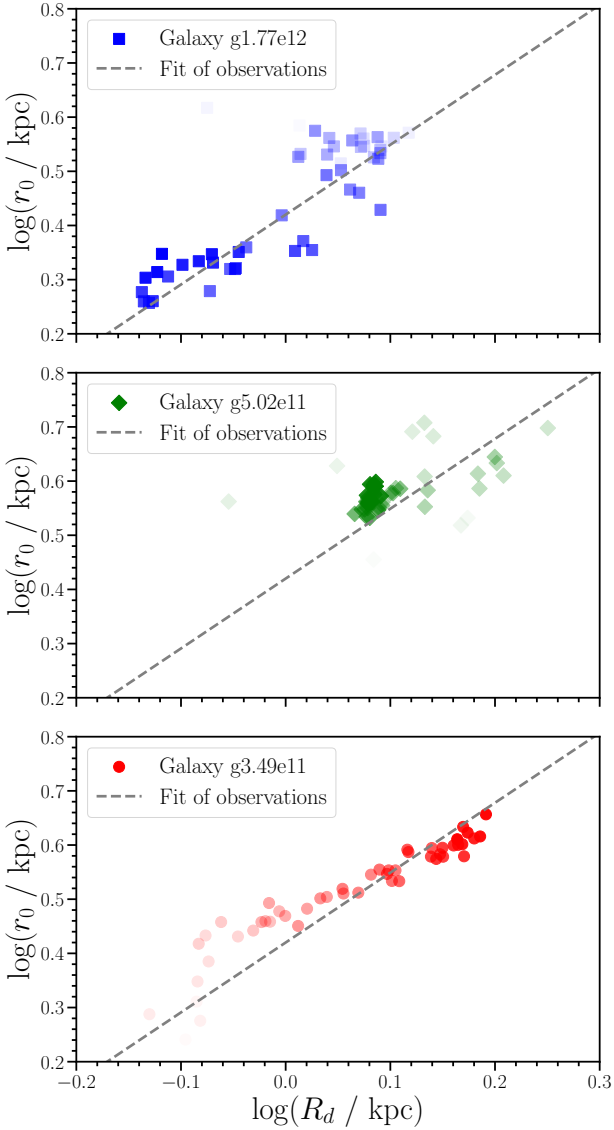 0.8
Galaxy g1.77e12
0.7
Fit of observations
0.6
0.5
0.4
0.3
0.2
log(r_0 / kpc)
0.8
Galaxy g5.02e11
0.7
Fit of observations
0.6
0.5
0.4
0.3
0.2
log(r_0 / kpc)
0.8
Galaxy g3.49e11
0.7
Fit of observations
0.6
0.5
0.4
0.3
0.2
log(r_0 / kpc)
−0.2 −0.1 0.0 0.1 0.2 0.3
log(R_d / kpc)